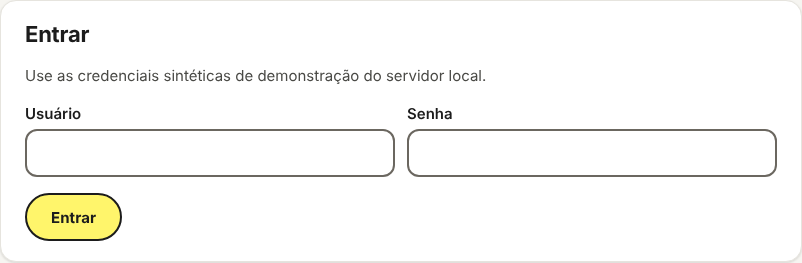 Entrar
Use as credenciais sintéticas de demonstração do servidor local.
Usuário
Senha
Entrar